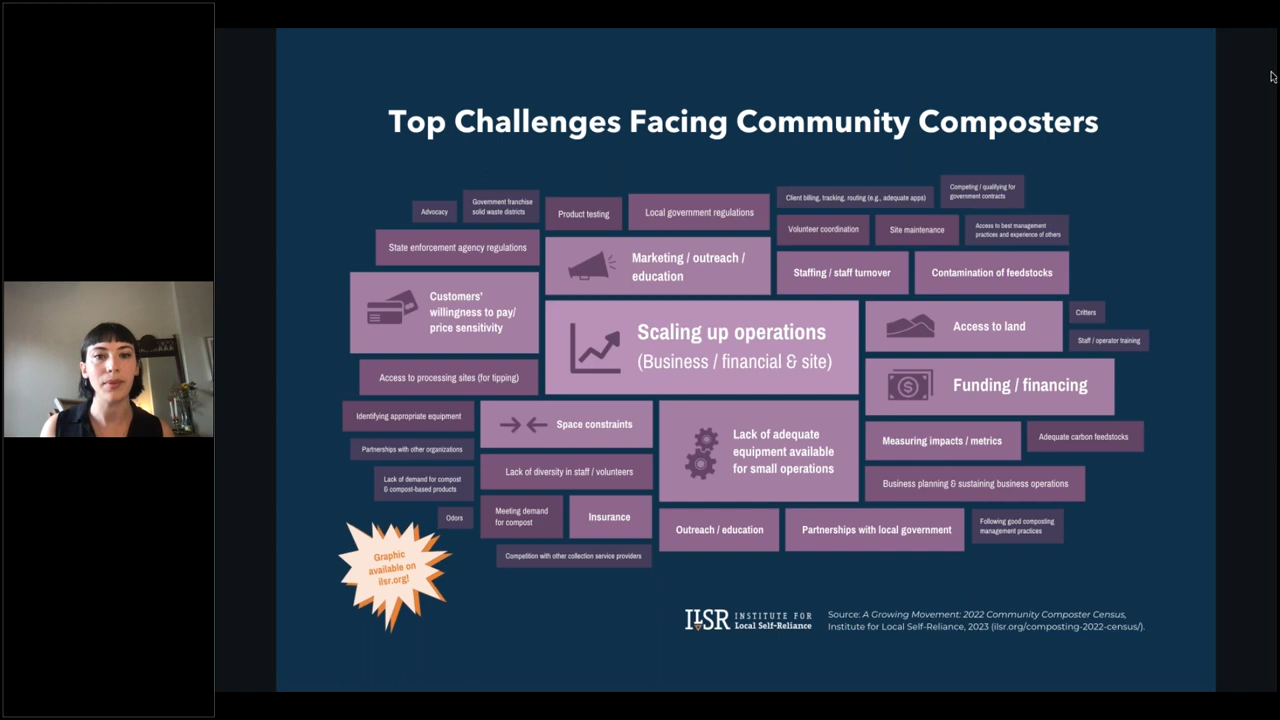 Top Challenges Facing Community Composters
Advocacy
Government franchise
solid waste districts
Product testing
Local government regulations
Client billing, tracking, routing (e.g., adequate apps)
Competing / qualifying for
government contracts
State enforcement agency regulations
Marketing / outreach /
education
Volunteer coordination
Site maintenance
Access to best management
practices and experience of others
Staffing / staff turnover
Contamination of feedstocks
Customers'
willingness to pay/
price sensitivity
Scaling up operations
(Business / financial & site)
Access to land
Critters
Staff / operator training
Access to processing sites (for tipping)
Funding / financing
Identifying appropriate equipment
Space constraints
Lack of adequate
equipment available
for small operations
Measuring impacts / metrics
Adequate carbon feedstocks
Partnerships with other organizations
Lack of diversity in staff / volunteers
Business planning & sustaining business operations
Lack of demand for compost
& compost-based products
Odors
Meeting demand
for compost
Insurance
Outreach / education
Partnerships with local government
Following good composting
management practices
Competition with other collection service providers
Graphic
available on
ilsr.org!
ILSR INSTITUTE FOR
Local Self-Reliance
Source: A Growing Movement: 2022 Community Composter Census,
Institute for Local Self-Reliance, 2023 (ilsr.org/composting-2022-census/).